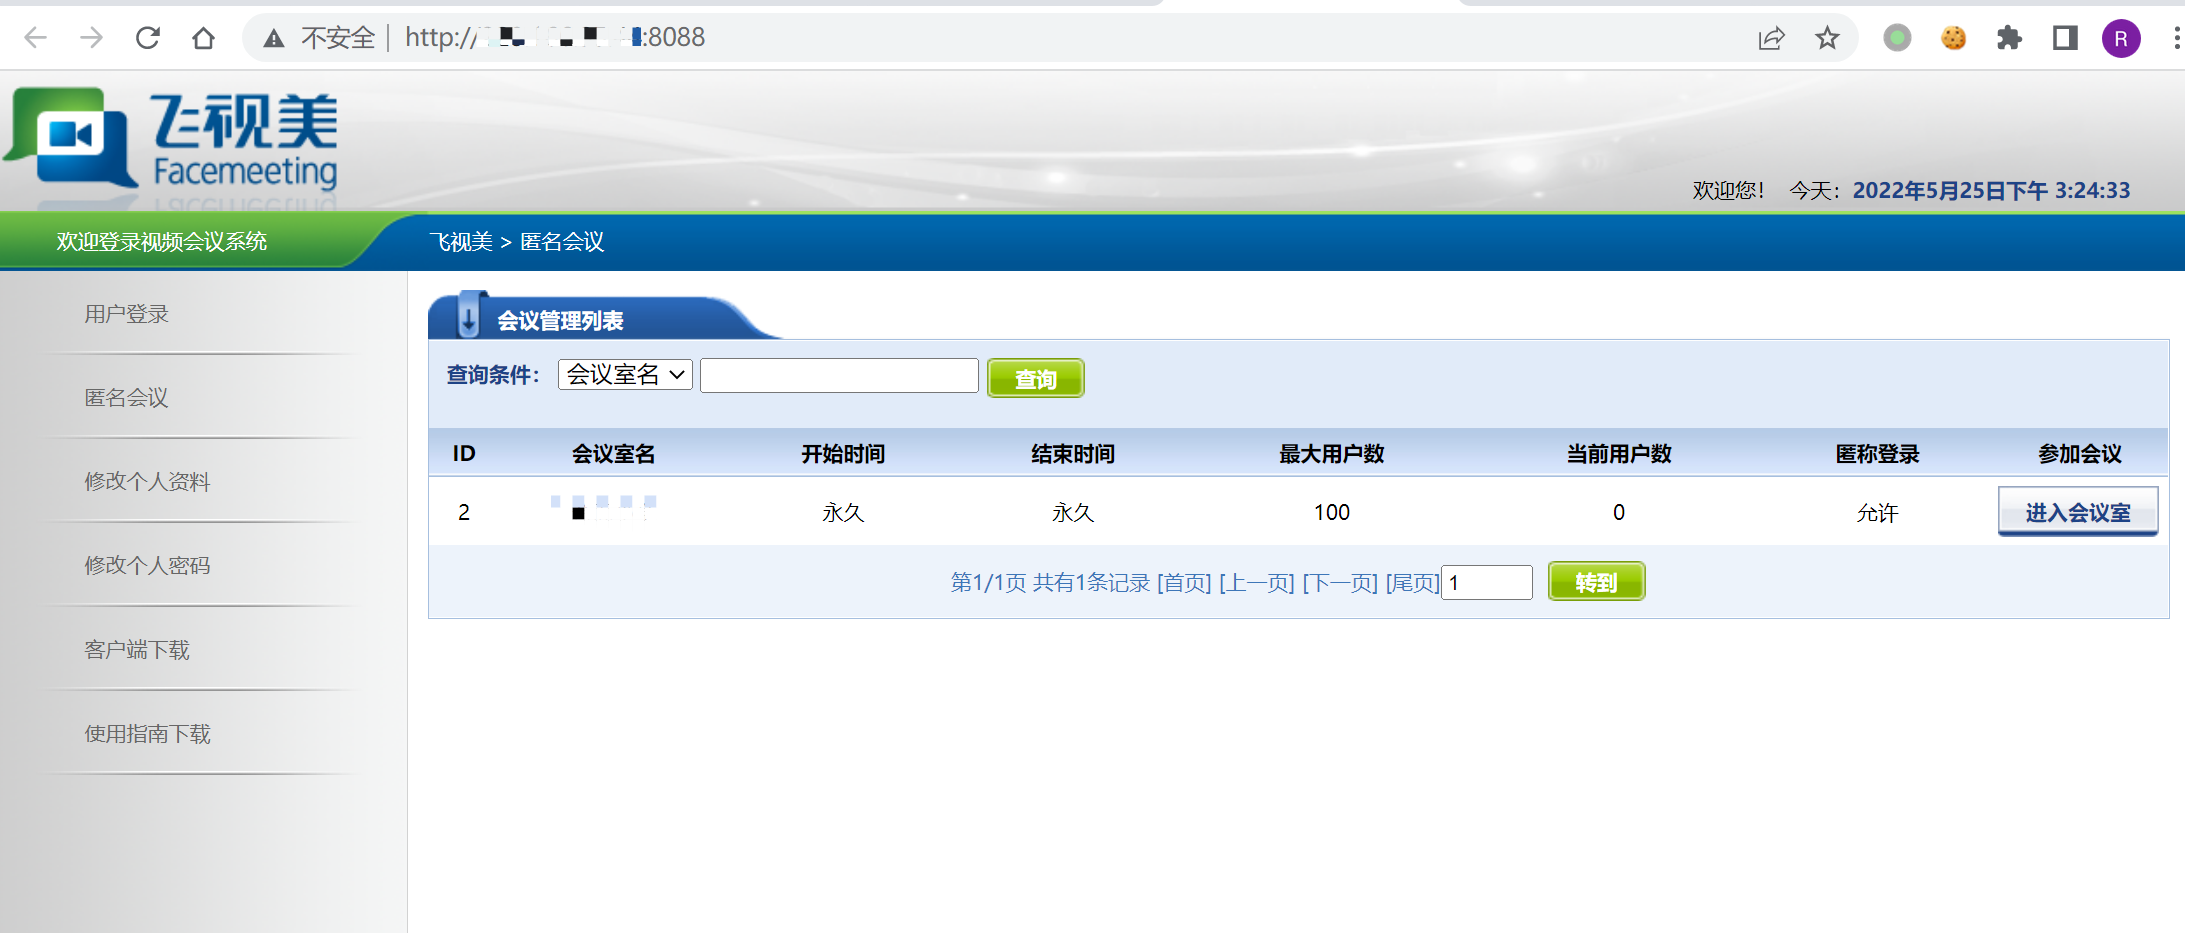 不安全 http:// :8088
R
飞视美
Facemeeting
欢迎您! 今天: 2022年5月25日下午 3:24:33
欢迎登录视频会议系统
飞视美 > 匿名会议
用户登录
匿名会议
修改个人资料
修改个人密码
客户端下载
使用指南下载
会议管理列表
查询条件: 会议室名 查询
ID 会议室名 开始时间 结束时间 最大用户数 当前用户数 匿称登录 参加会议
2 永久 永久 100 0 允许 进入会议室
第1/1页 共有1条记录 [首页] [上一页] [下一页] [尾页] 1 转到